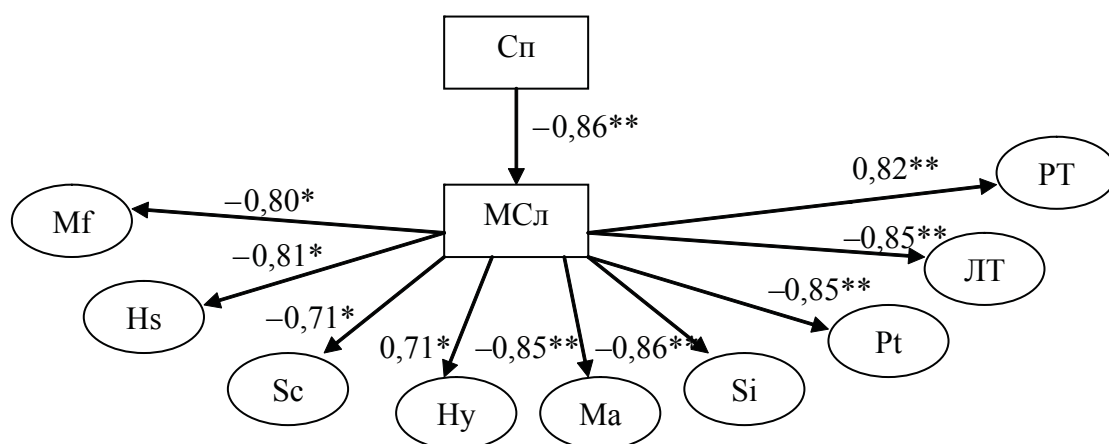 Сп
–0,86**
0,82**
РТ
–0,80*
Mf
МСл
–0,85**
ЛТ
–0,81*
Hs
–0,85**
Pt
–0,71*
Sc
0,71*
Hy
–0,85**
Ma
–0,86**
Si